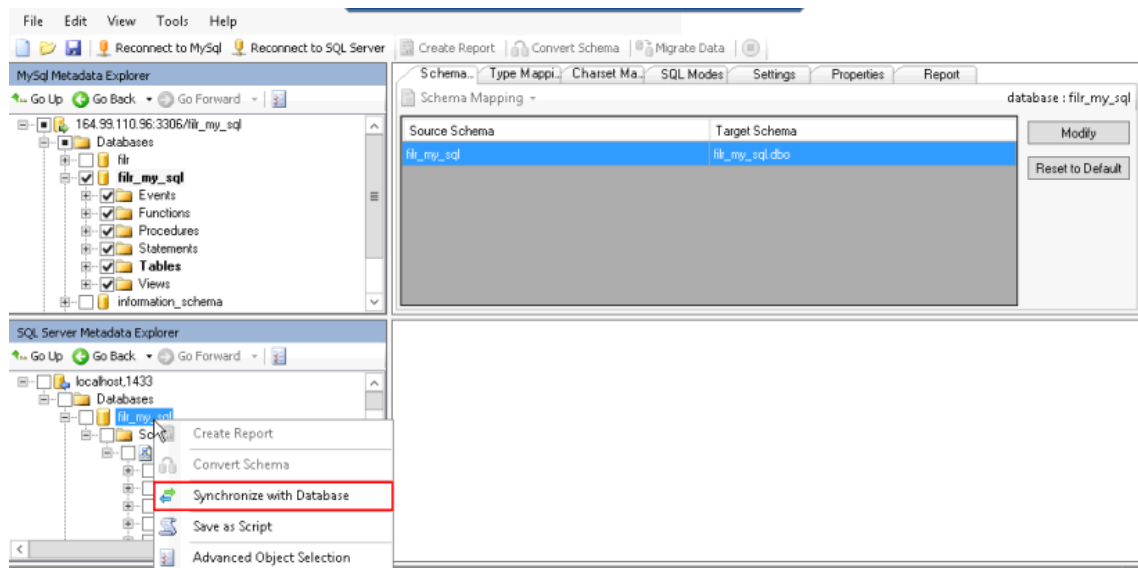 File Edit View Tools Help
Reconnect to MySql Reconnect to SQL Server Create Report Convert Schema Migrate Data
MySql Metadata Explorer
Go Up Go Back Go Forward
164.99.110.96:3306/filr_my_sql
Databases
filr
filr_my_sql
Events
Functions
Procedures
Statements
Tables
Views
information_schema
Schema... Type Mappi... Charset Ma... SQL Modes Settings Properties Report
Schema Mapping database : filr_my_sql
Source Schema Target Schema
filr_my_sql filr_my_sql.dbo
Modify
Reset to Default
SQL Server Metadata Explorer
Go Up Go Back Go Forward
localhost,1433
Databases
filr_my_sql
Create Report
Convert Schema
Synchronize with Database
Save as Script
Advanced Object Selection